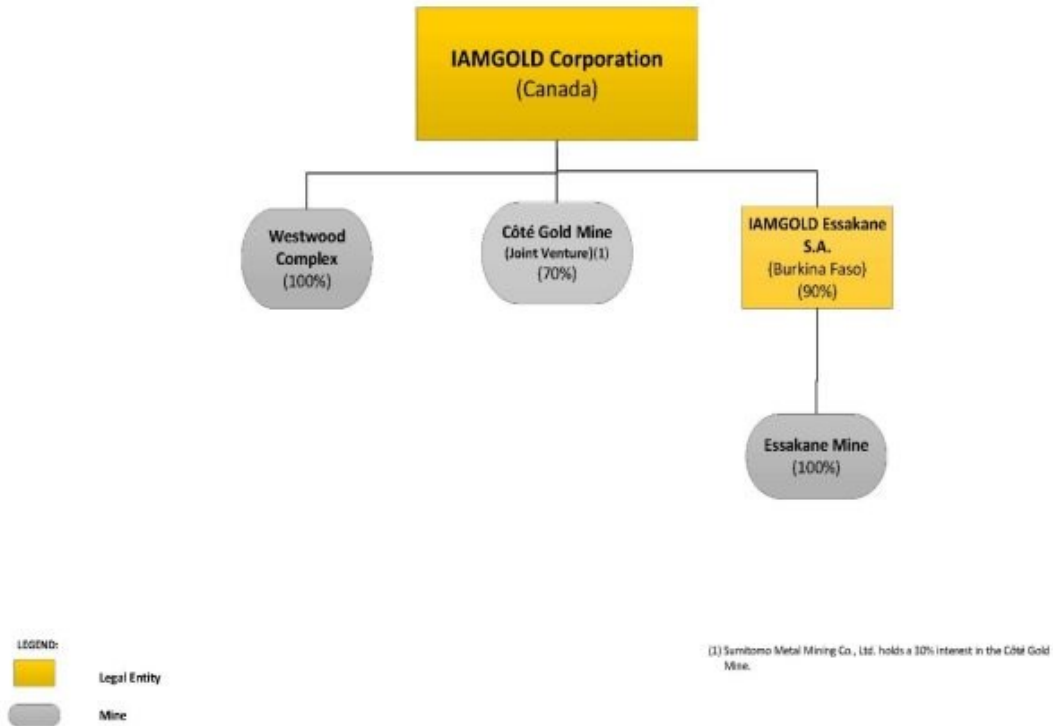 IAMGOLD Corporation
(Canada)
Westwood
Complex
(100%)
Côté Gold Mine
(Joint Venture)(1)
(70%)
IAMGOLD Essakane
S.A.
(Burkina Faso)
(90%)
Essakane Mine
(100%)
LEGEND:
Legal Entity
Mine
(1) Sumitomo Metal Mining Co., Ltd. holds a 30% interest in the Côté Gold
Mine.